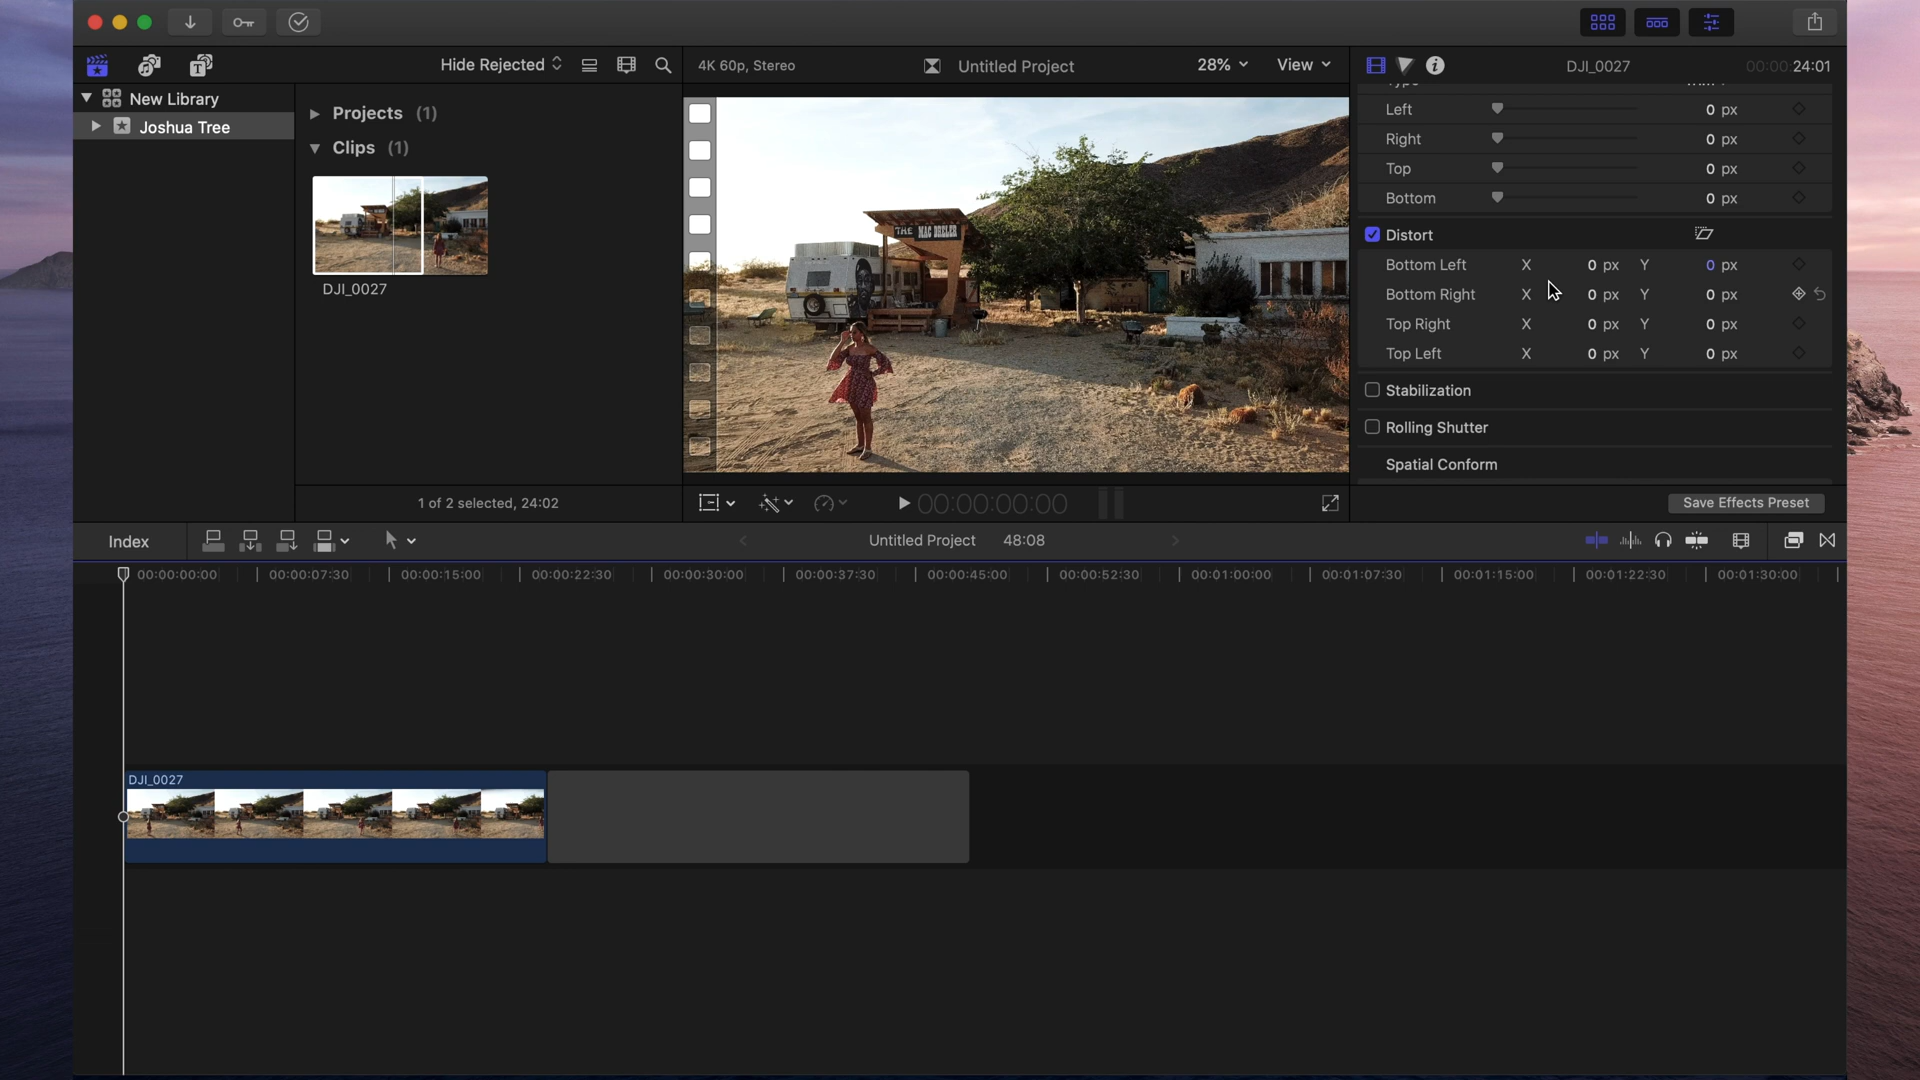 Hide Rejected
4K 60p, Stereo
Untitled Project
28%
View
DJI_0027
00:00:24:01
New Library
Joshua Tree
Projects (1)
Clips (1)
DJI_0027
1 of 2 selected, 24:02
THE MAC DRELER
00:00:00:00
Left 0 px
Right 0 px
Top 0 px
Bottom 0 px
Distort
Bottom Left X 0 px Y 0 px
Bottom Right X 0 px Y 0 px
Top Right X 0 px Y 0 px
Top Left X 0 px Y 0 px
Stabilization
Rolling Shutter
Spatial Conform
Save Effects Preset
Index
Untitled Project 48:08
00:00:00:00 00:00:07:30 00:00:15:00 00:00:22:30 00:00:30:00 00:00:37:30 00:00:45:00 00:00:52:30 00:01:00:00 00:01:07:30 00:01:15:00 00:01:22:30 00:01:30:00
DJI_0027